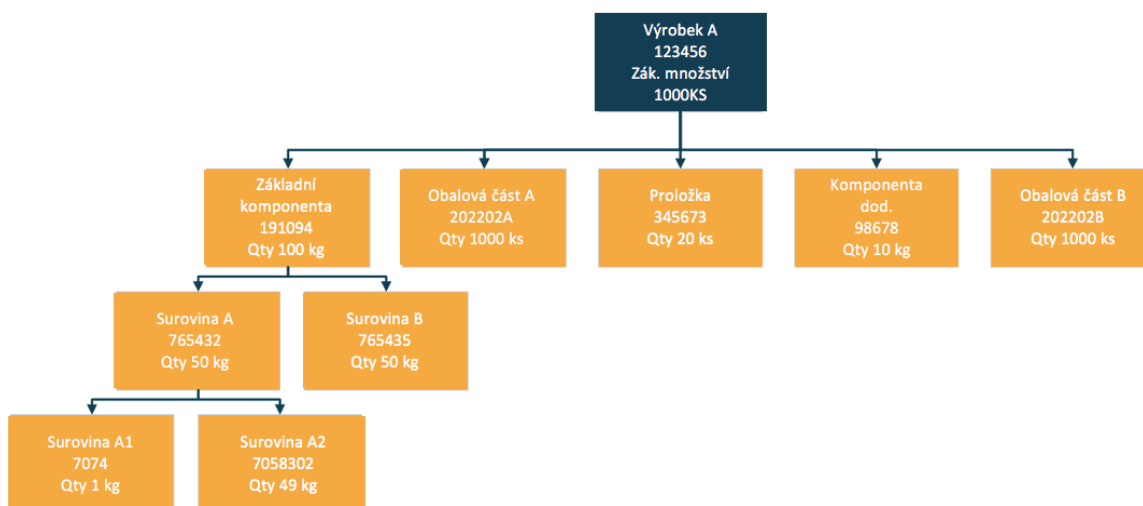 Výrobek A
123456
Zák. množství
1000KS
Základní
komponenta
191094
Qty 100 kg
Obalová část A
202202A
Qty 1000 ks
Proložka
345673
Qty 20 ks
Komponenta
dod.
98678
Qty 10 kg
Obalová část B
202202B
Qty 1000 ks
Surovina A
765432
Qty 50 kg
Surovina B
765435
Qty 50 kg
Surovina A1
7074
Qty 1 kg
Surovina A2
7058302
Qty 49 kg